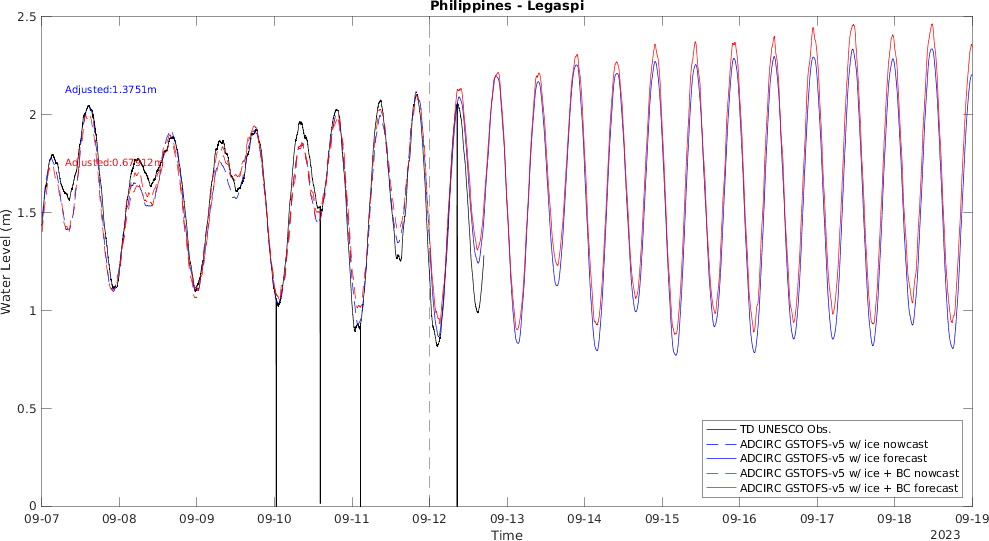 Philippines - Legaspi
2.5
2
1.5
1
0.5
0
Water Level (m)
Adjusted:1.3751m
Adjusted:0.67912m
TD UNESCO Obs.
ADCIRC GSTOFS-v5 w/ ice nowcast
ADCIRC GSTOFS-v5 w/ ice forecast
ADCIRC GSTOFS-v5 w/ ice + BC nowcast
ADCIRC GSTOFS-v5 w/ ice + BC forecast
09-07 09-08 09-09 09-10 09-11 09-12 09-13 09-14 09-15 09-16 09-17 09-18 09-19
Time
2023